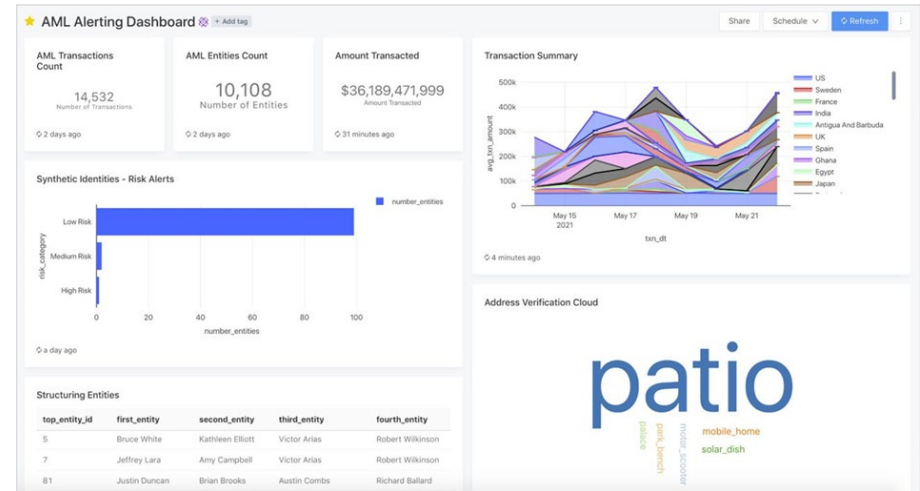 AML Alerting Dashboard + Add tag
Share Schedule Refresh
AML Transactions
Count
14,532
Number of Transactions
2 days ago
AML Entities Count
10,108
Number of Entities
2 days ago
Amount Transacted
$36,189,471,999
Amount Transacted
31 minutes ago
Transaction Summary
avg_txn_amount
500k
400k
300k
200k
100k
0
May 15
2021
May 17
May 19
May 21
txn_dt
US
Sweden
France
India
Antigua And Barbuda
UK
Spain
Ghana
Egypt
Japan
4 minutes ago
Synthetic Identities - Risk Alerts
number_entities
risk_category
Low Risk
Medium Risk
High Risk
0 20 40 60 80 100
number_entities
a day ago
Address Verification Cloud
patio
palace
park_bench
motor_scooter
mobile_home
solar_dish
Structuring Entities
top_entity_id first_entity second_entity third_entity fourth_entity
5 Bruce White Kathleen Elliott Victor Arias Robert Wilkinson
7 Jeffrey Lara Amy Campbell Victor Arias Robert Wilkinson
81 Justin Duncan Brian Brooks Austin Combs Richard Ballard